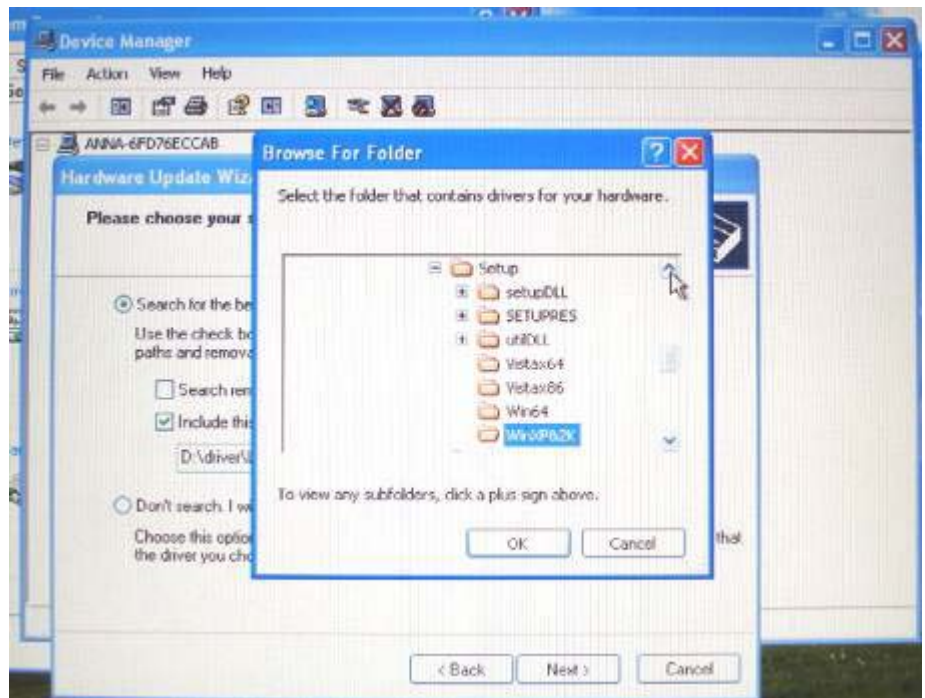 Device Manager
File Action View Help
ANNA-6FD76ECCAB
Hardware Update Wiz
Please choose your s
Browse For Folder
Select the folder that contains drivers for your hardware.
Setup
setupDLL
SETUPRES
utilDLL
Vistax64
Vistax86
Win64
WinXP&2K
To view any subfolders, click a plus sign above.
OK Cancel
Search for the be
Use the check bo
paths and remova
Search rem
Include this
D:\driver\
Don't search. I w
Choose this option that
the driver you cho
< Back Next > Cancel